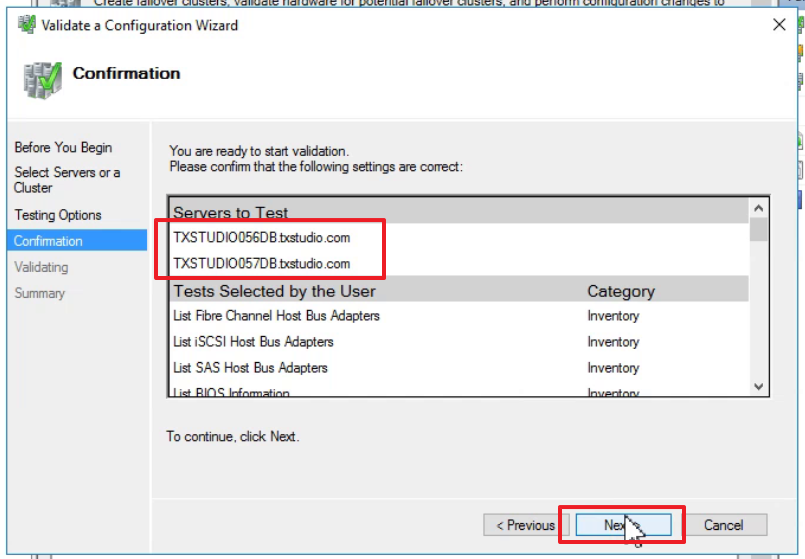 Create failover clusters, validate hardware for potential failover clusters, and perform configuration changes to
Validate a Configuration Wizard
Confirmation
Before You Begin
Select Servers or a
Cluster
Testing Options
Confirmation
Validating
Summary
You are ready to start validation.
Please confirm that the following settings are correct:
Servers to Test
TXSTUDIO056DB.txstudio.com
TXSTUDIO057DB.txstudio.com
Tests Selected by the User Category
List Fibre Channel Host Bus Adapters Inventory
List iSCSI Host Bus Adapters Inventory
List SAS Host Bus Adapters Inventory
List BIOS Information Inventory
To continue, click Next.
< Previous Next > Cancel